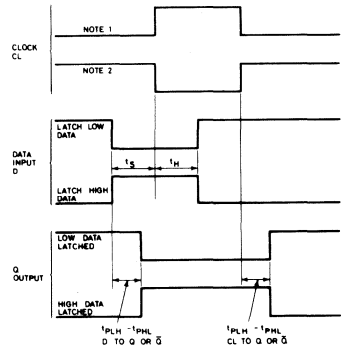 NOTE 1
CLOCK
CL
NOTE 2
LATCH LOW
DATA
DATA
INPUT
D
tS
tH
LATCH HIGH
DATA
LOW DATA
LATCHED
Q
OUTPUT
HIGH DATA
LATCHED
tPLH -tPHL
D TO Q OR Q̅
tPLH -tPHL
CL TO Q OR Q̅